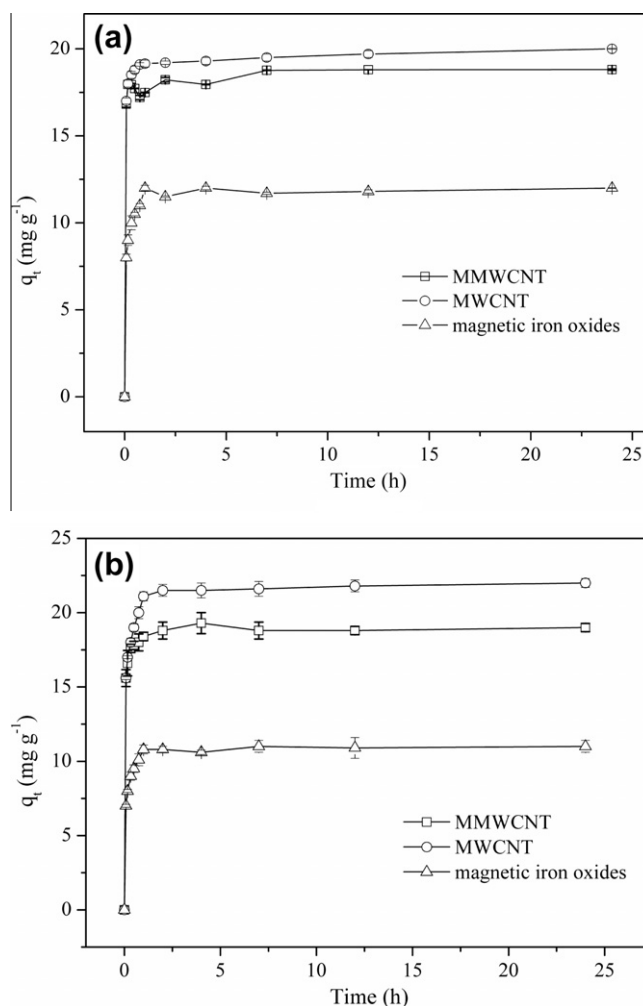 (a)
20
15
10
5
0
q_t (mg g⁻¹)
MMWCNT
MWCNT
magnetic iron oxides
0 5 10 15 20 25
Time (h)
(b)
25
20
15
10
5
0
q_t (mg g⁻¹)
MMWCNT
MWCNT
magnetic iron oxides
0 5 10 15 20 25
Time (h)